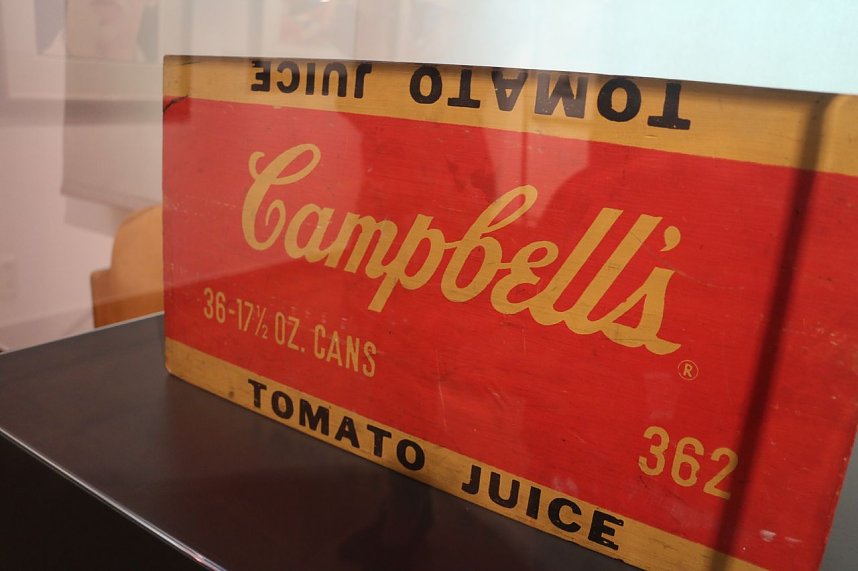 TOMATO JUICE
Campbell's®
36-17½ OZ. CANS
362
TOMATO JUICE